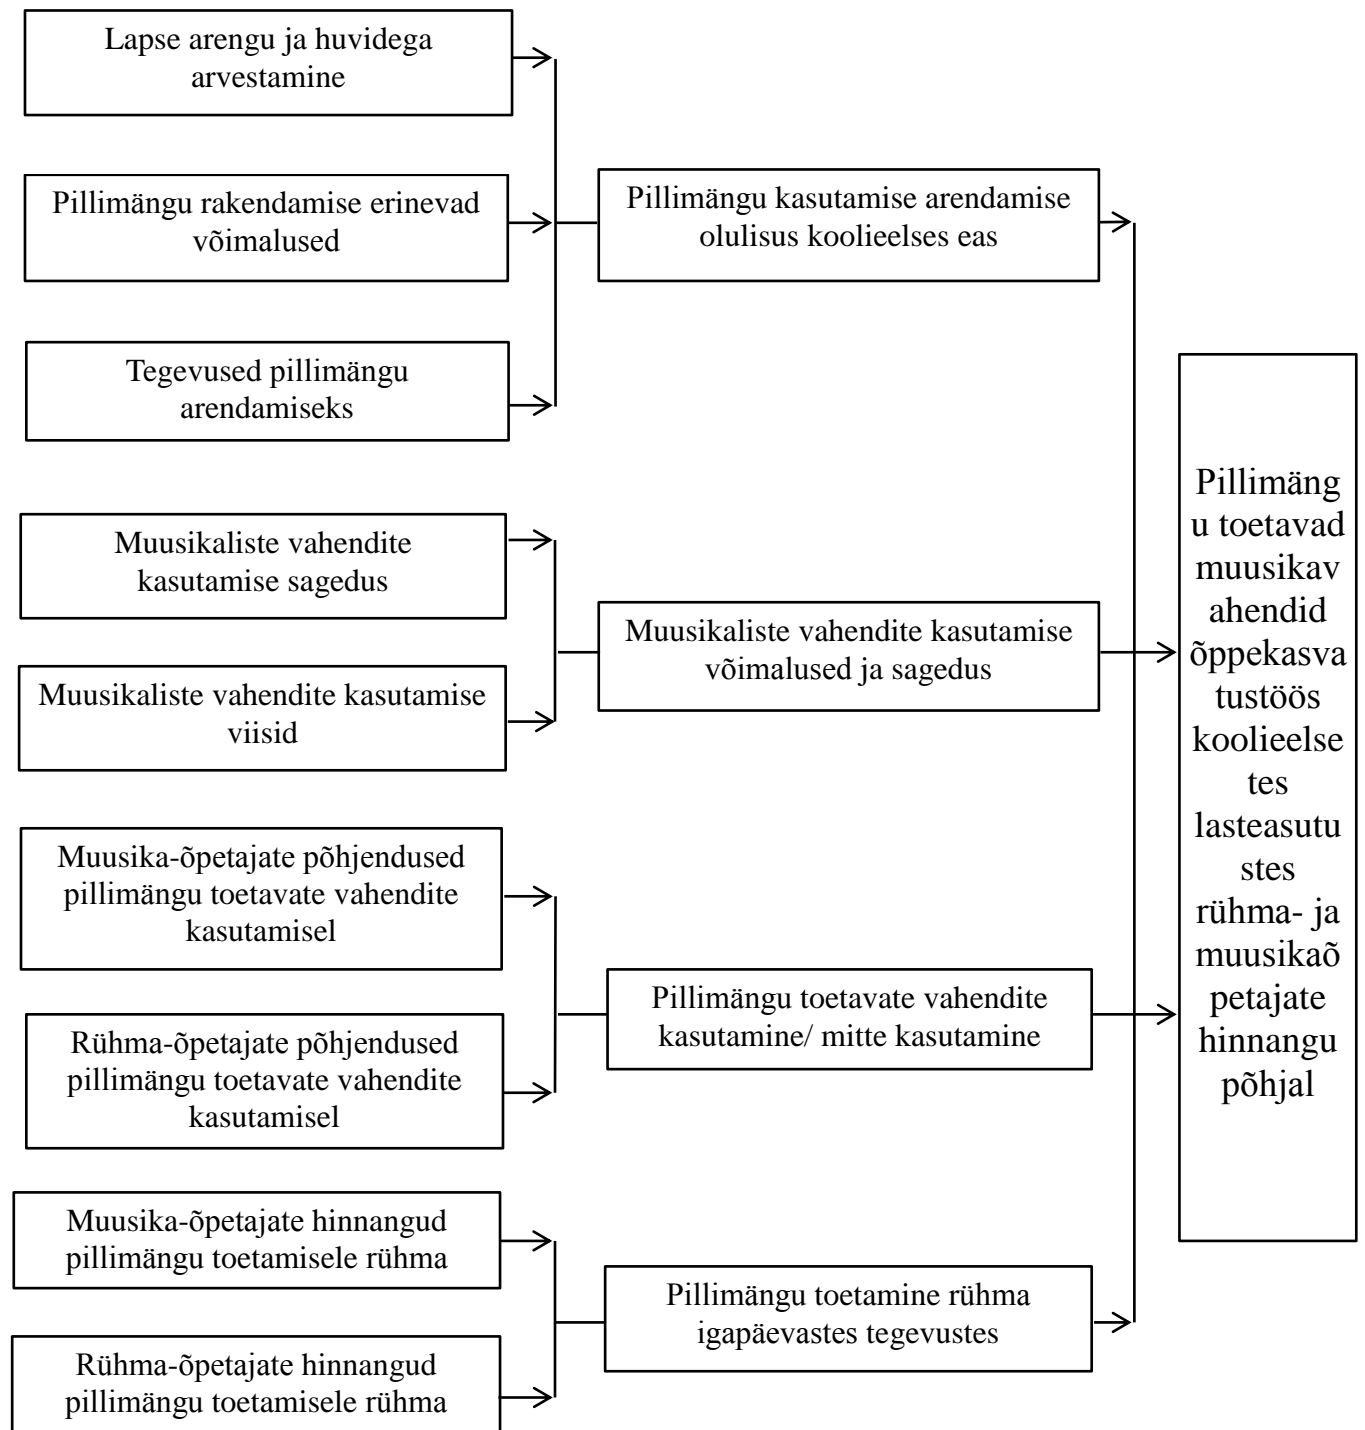 Lapse arengu ja huvidega
arvestamine
Pillimängu rakendamise erinevad
võimalused
Tegevused pillimängu
arendamiseks
Muusikaliste vahendite
kasutamise sagedus
Muusikaliste vahendite kasutamise
viisid
Muusika-õpetajate põhjendused
pillimängu toetavate vahendite
kasutamisel
Rühma-õpetajate põhjendused
pillimängu toetavate vahendite
kasutamisel
Muusika-õpetajate hinnangud
pillimängu toetamisele rühma
Rühma-õpetajate hinnangud
pillimängu toetamisele rühma
Pillimängu kasutamise arendamise
olulisus koolieelses eas
Muusikaliste vahendite kasutamise
võimalused ja sagedus
Pillimängu toetavate vahendite
kasutamine/ mitte kasutamine
Pillimängu toetamine rühma
igapäevastes tegevustes
Pillimäng
u toetavad
muusikav
ahendid
õppekasva
tustöös
koolieelse
tes
lasteasutu
stes
rühma- ja
muusikaõ
petajate
hinnangu
põhjal